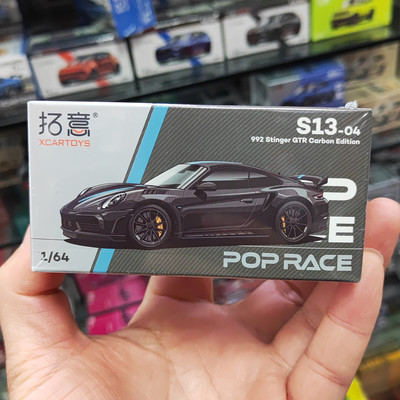 拓意®
XCARTOYS
S13-04
992 Stinger GTR Carbon Edition
P
E
1/64
POP RACE